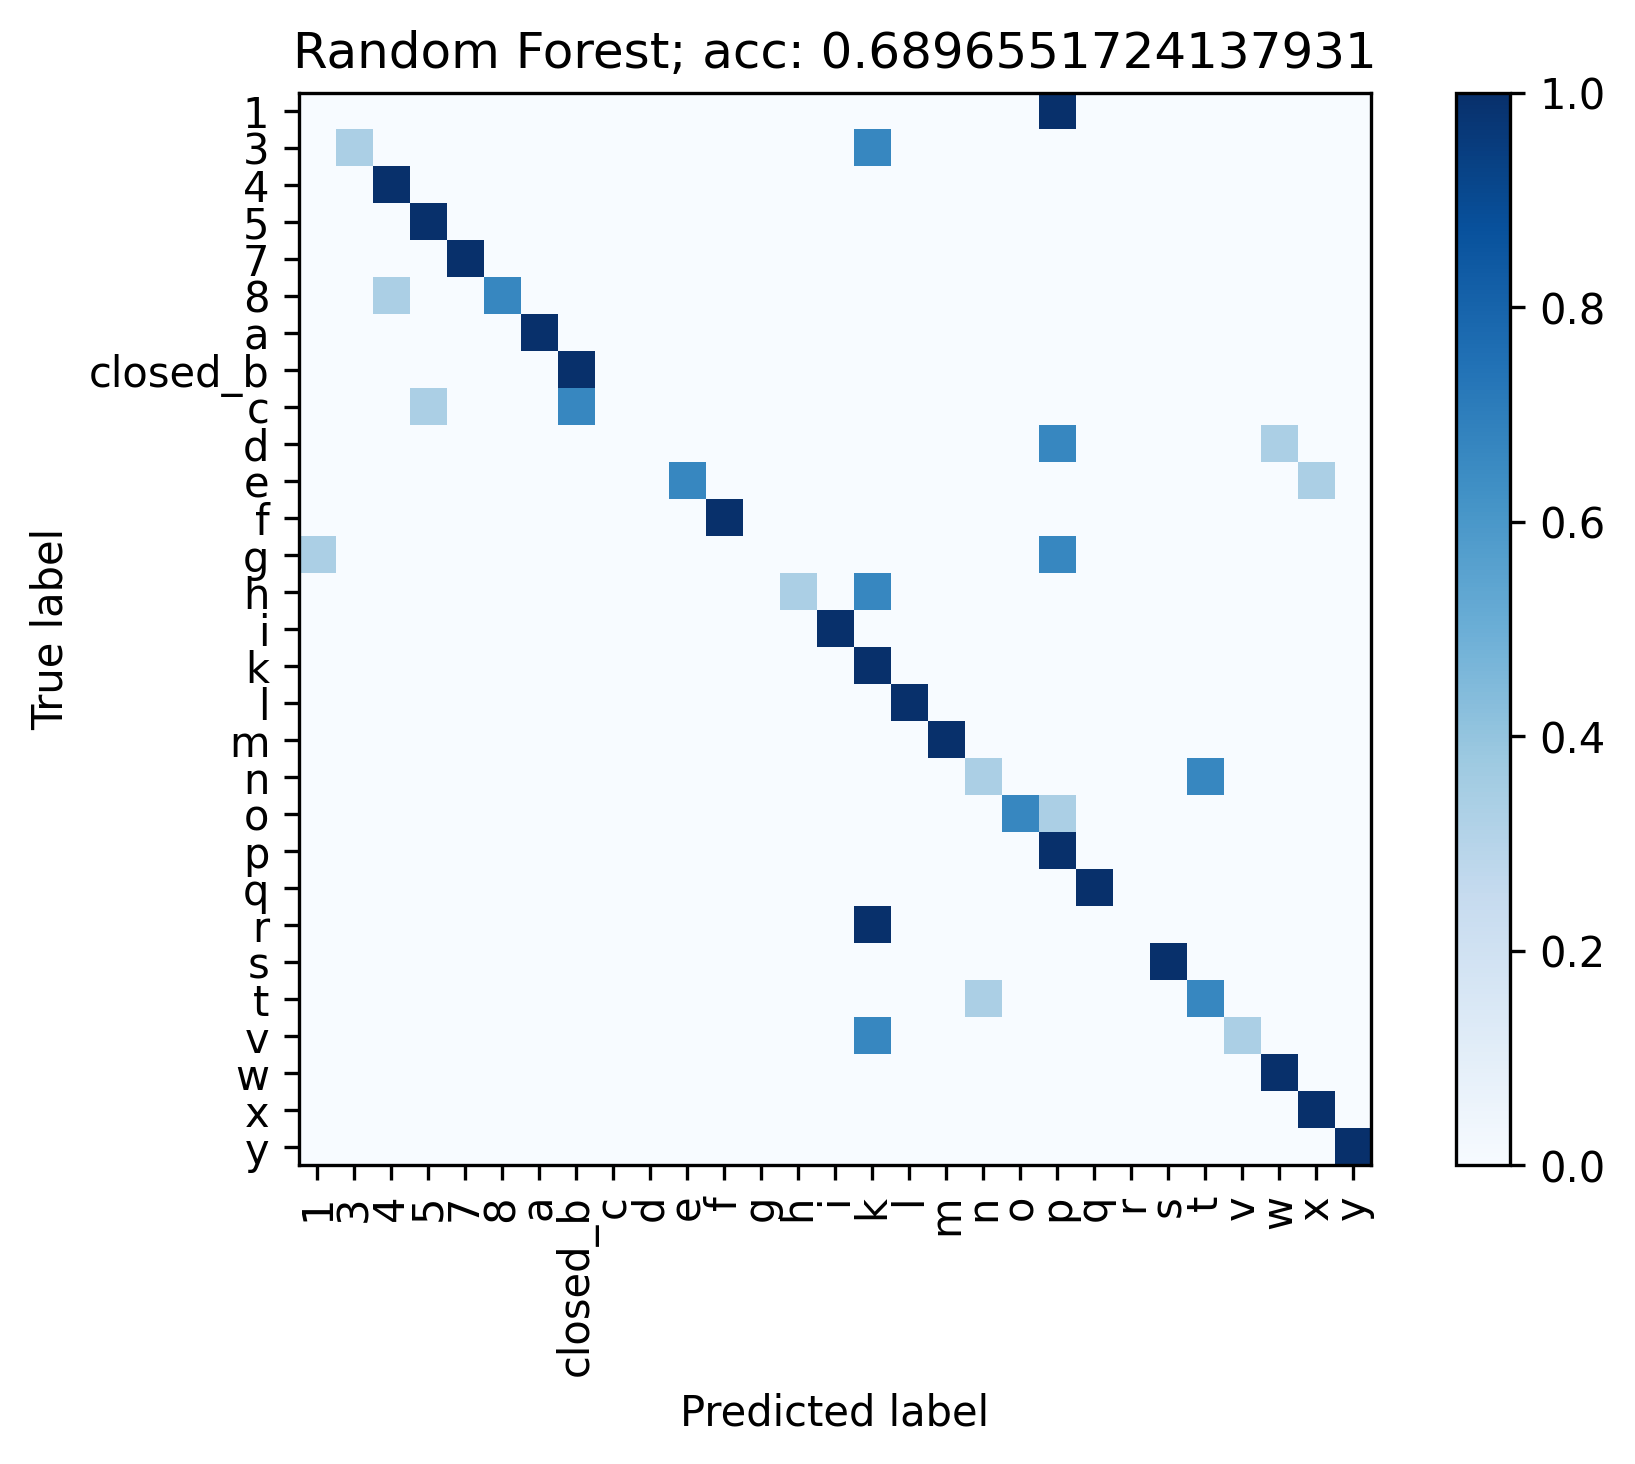 Random Forest; acc: 0.6896551724137931
True label
1
3
4
5
7
8
a
closed_b
c
d
e
f
g
h
i
k
l
m
n
o
p
q
r
s
t
v
w
x
y
1 3 4 5 7 8 a closed_b c d e f g h i k l m n o p q r s t v w x y
Predicted label
1.0
0.8
0.6
0.4
0.2
0.0